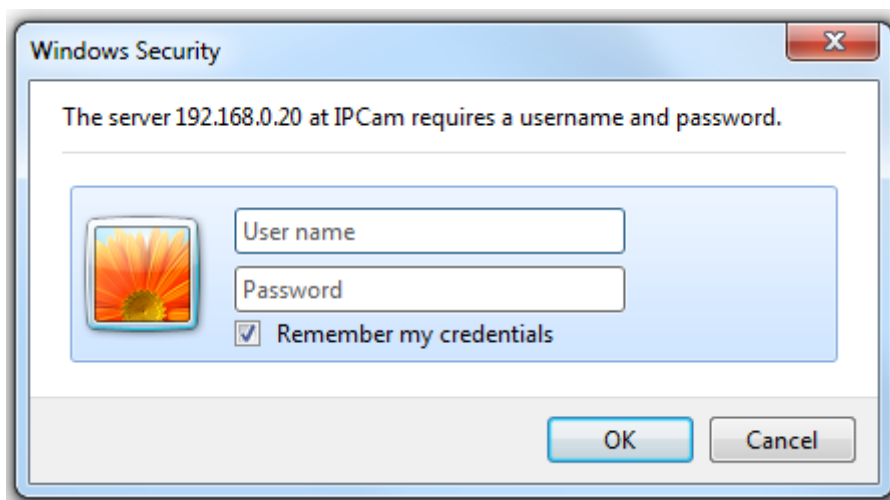 Windows Security
The server 192.168.0.20 at IPCam requires a username and password.
User name
Password
Remember my credentials
OK
Cancel